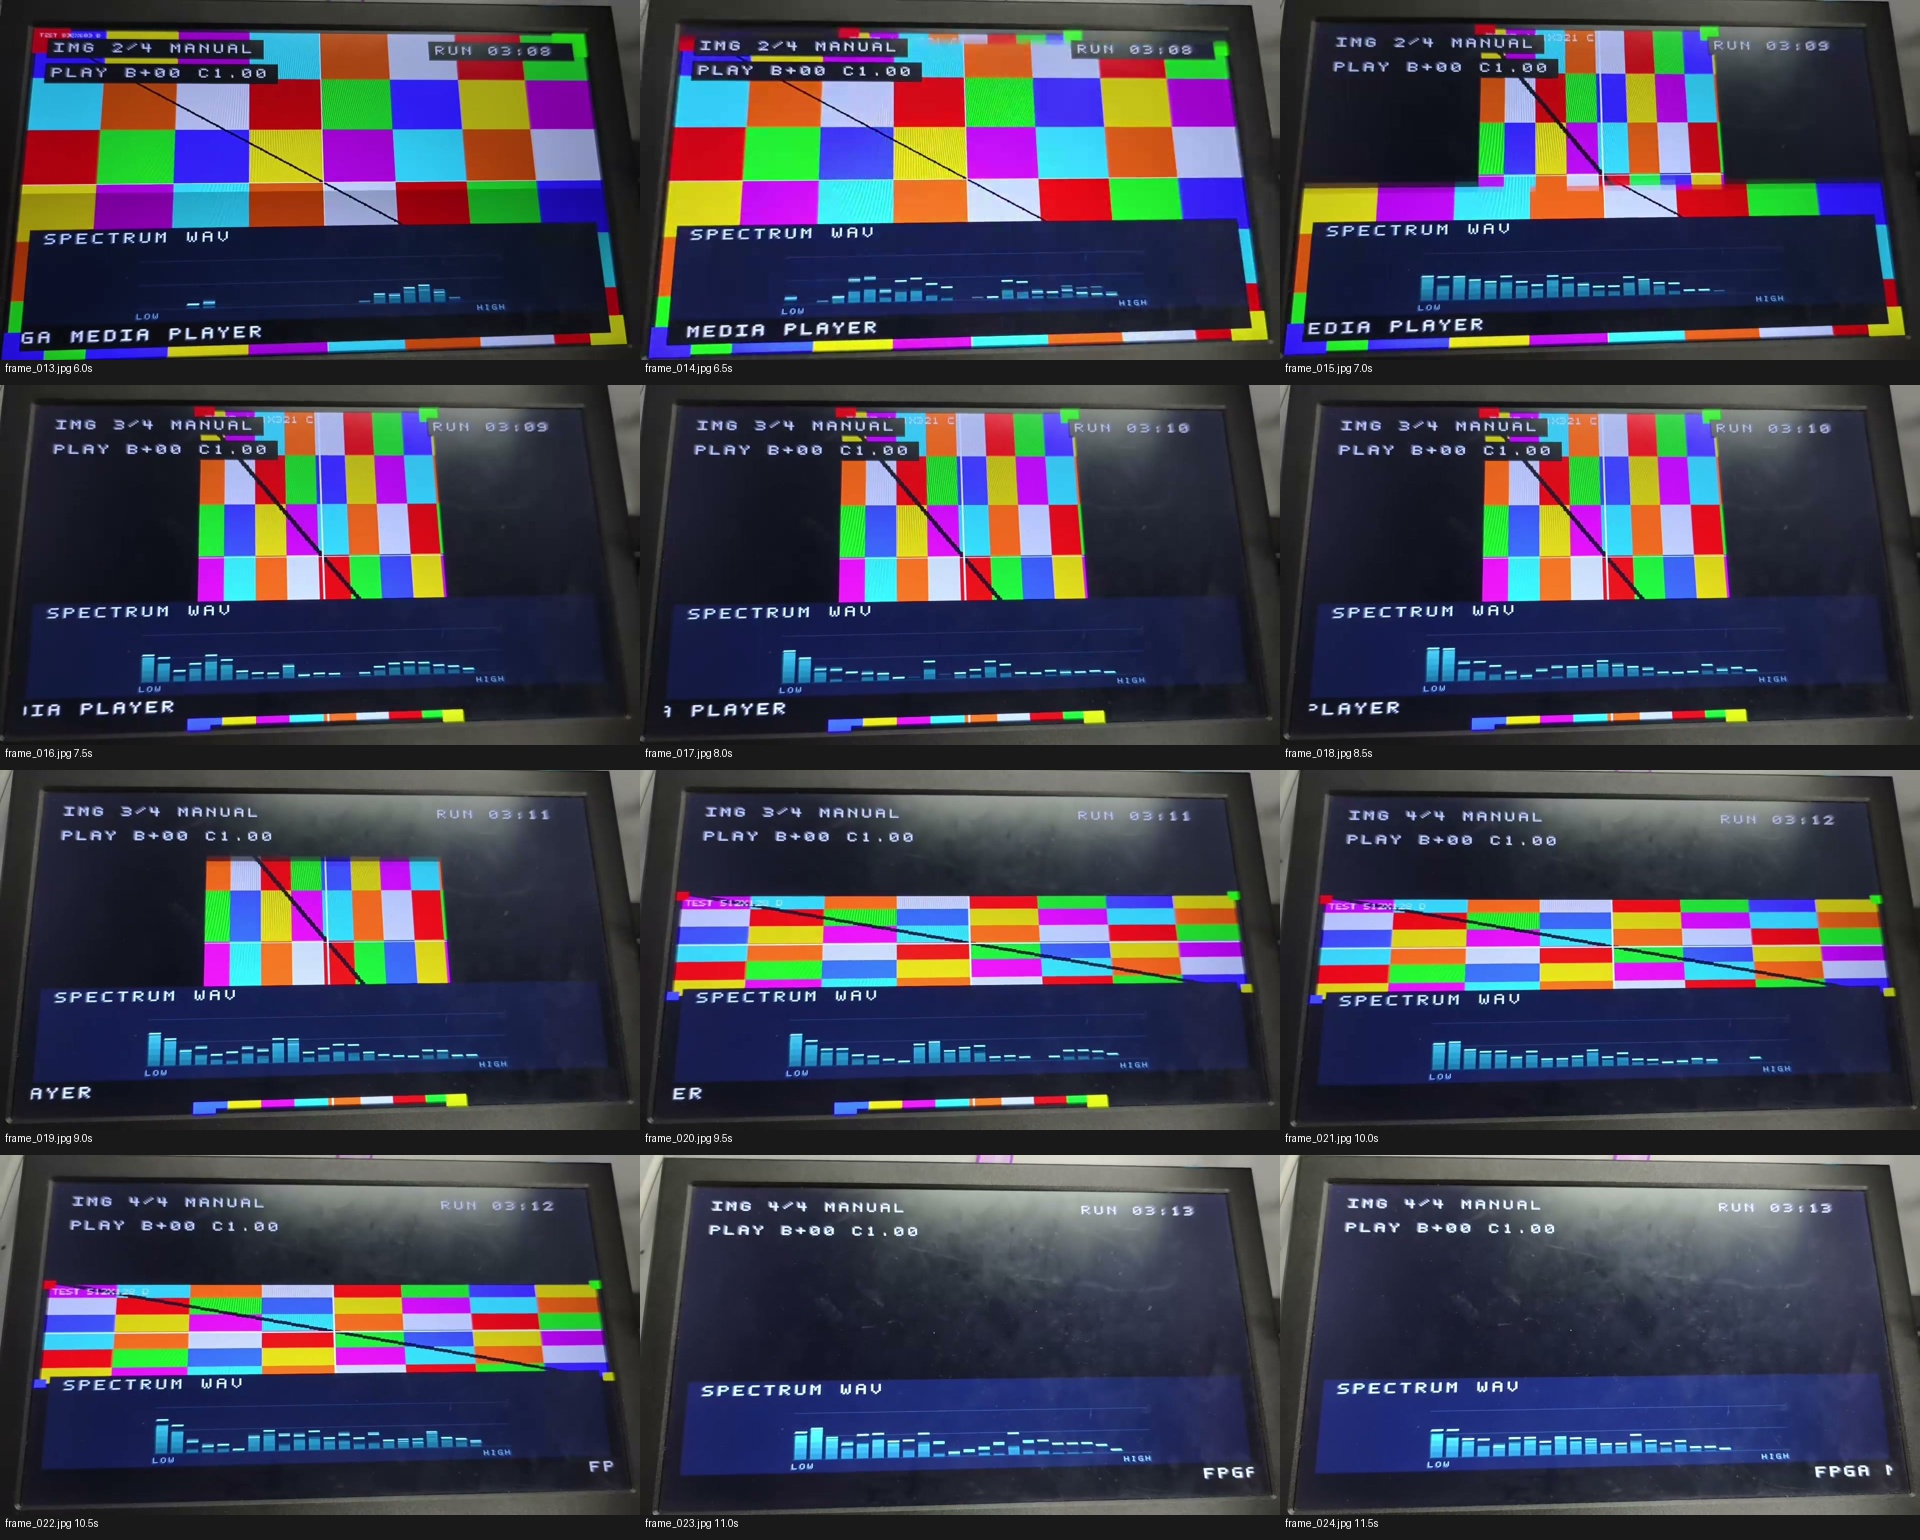 IMG 2/4 MANUAL
RUN 03:08
PLAY B+00 C1.00
SPECTRUM WAV
LOW
HIGH
GA MEDIA PLAYER
frame_013.jpg 6.0s
IMG 2/4 MANUAL
RUN 03:08
PLAY B+00 C1.00
SPECTRUM WAV
LOW
HIGH
MEDIA PLAYER
frame_014.jpg 6.5s
IMG 2/4 MANUAL
X321 C
RUN 03:09
PLAY B+00 C1.00
SPECTRUM WAV
LOW
HIGH
EDIA PLAYER
frame_015.jpg 7.0s
IMG 3/4 MANUAL
X321 C
RUN 03:09
PLAY B+00 C1.00
SPECTRUM WAV
LOW
HIGH
IA PLAYER
frame_016.jpg 7.5s
IMG 3/4 MANUAL
X321 C
RUN 03:10
PLAY B+00 C1.00
SPECTRUM WAV
LOW
HIGH
PLAYER
frame_017.jpg 8.0s
IMG 3/4 MANUAL
X321 C
RUN 03:10
PLAY B+00 C1.00
SPECTRUM WAV
LOW
HIGH
PLAYER
frame_018.jpg 8.5s
IMG 3/4 MANUAL
RUN 03:11
PLAY B+00 C1.00
SPECTRUM WAV
LOW
HIGH
AYER
frame_019.jpg 9.0s
IMG 3/4 MANUAL
RUN 03:11
PLAY B+00 C1.00
TEST 512X128 D
SPECTRUM WAV
LOW
HIGH
ER
frame_020.jpg 9.5s
IMG 4/4 MANUAL
RUN 03:12
PLAY B+00 C1.00
TEST 512X128 D
SPECTRUM WAV
LOW
HIGH
frame_021.jpg 10.0s
IMG 4/4 MANUAL
RUN 03:12
PLAY B+00 C1.00
TEST 512X128 D
SPECTRUM WAV
LOW
HIGH
FP
frame_022.jpg 10.5s
IMG 4/4 MANUAL
RUN 03:13
PLAY B+00 C1.00
SPECTRUM WAV
LOW
HIGH
FPGA
frame_023.jpg 11.0s
IMG 4/4 MANUAL
RUN 03:13
PLAY B+00 C1.00
SPECTRUM WAV
LOW
HIGH
FPGA
frame_024.jpg 11.5s